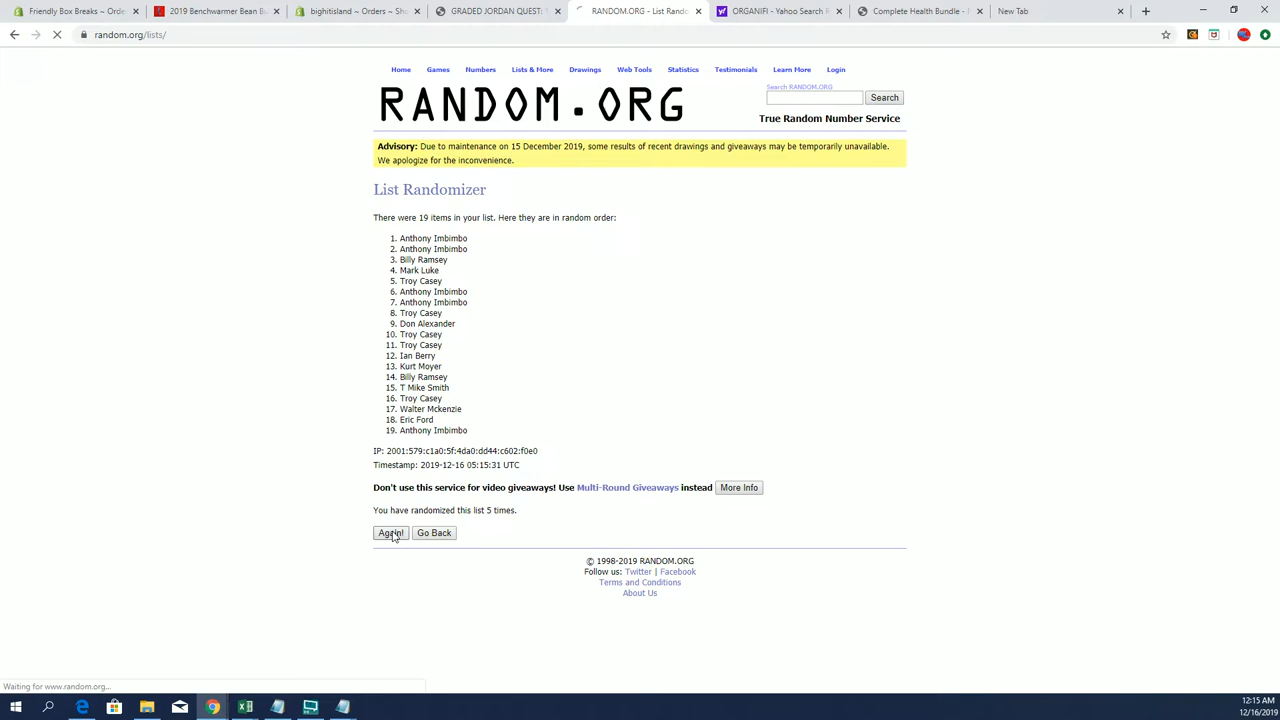 Friendly Box Breaks ~ Orde
2019 Benchwarmer Bean Bu
bighitisland ~ Orders ~ Sho
GRADED JORDAN QUEST:
RANDOM.ORG - List Rando
ORGANIFI - Yahoo Search R
Complete Health Bundle -
New Tab
random.org/lists/
Home Games Numbers Lists & More Drawings Web Tools Statistics Testimonials Learn More Login
Search RANDOM.ORG
RANDOM.ORG
Search
True Random Number Service
Advisory: Due to maintenance on 15 December 2019, some results of recent drawings and giveaways may be temporarily unavailable.
We apologize for the inconvenience.
List Randomizer
There were 19 items in your list. Here they are in random order:
1. Anthony Imbimbo
2. Anthony Imbimbo
3. Billy Ramsey
4. Mark Luke
5. Troy Casey
6. Anthony Imbimbo
7. Anthony Imbimbo
8. Troy Casey
9. Don Alexander
10. Troy Casey
11. Troy Casey
12. Ian Berry
13. Kurt Moyer
14. Billy Ramsey
15. T Mike Smith
16. Troy Casey
17. Walter Mckenzie
18. Eric Ford
19. Anthony Imbimbo
IP: 2001:579:c1a0:5f:4da0:dd44:c602:f0e0
Timestamp: 2019-12-16 05:15:31 UTC
Don't use this service for video giveaways! Use Multi-Round Giveaways instead More Info
You have randomized this list 5 times.
Again! Go Back
© 1998-2019 RANDOM.ORG
Follow us: Twitter | Facebook
Terms and Conditions
About Us
Waiting for www.random.org...
12:15 AM
12/16/2019